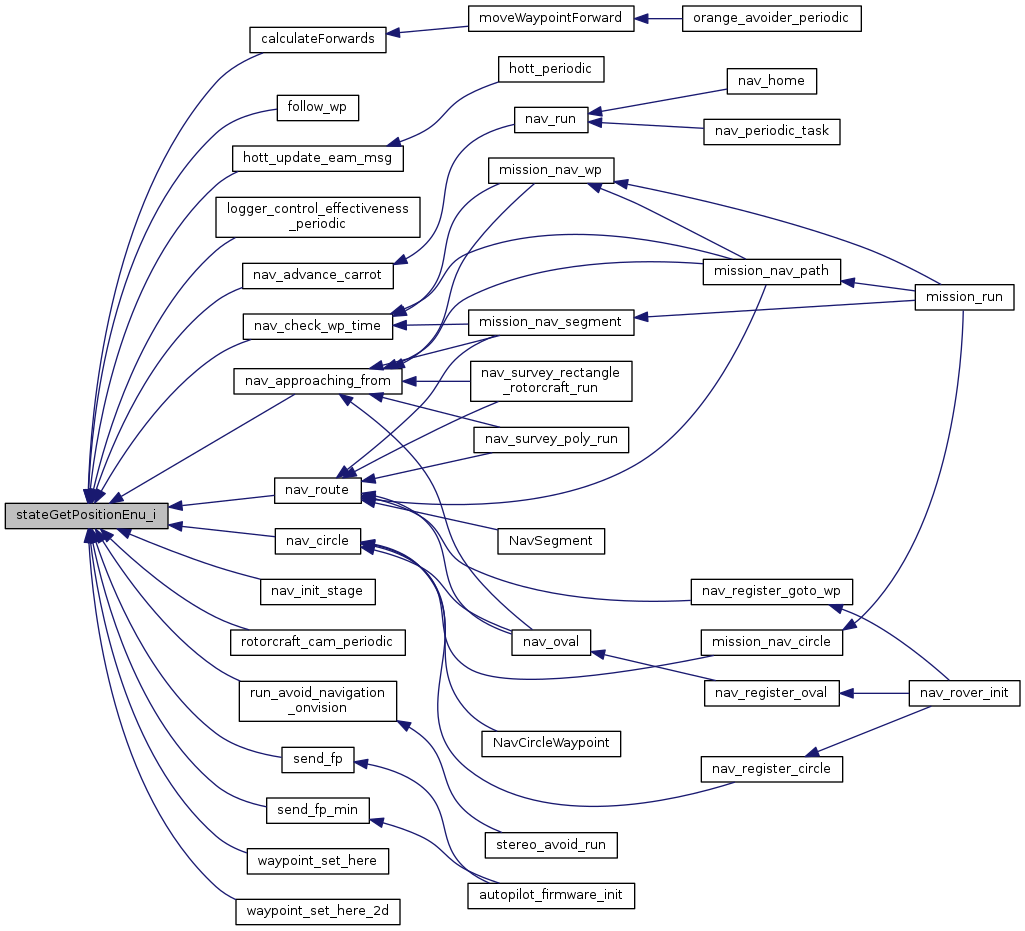 moveWaypointForward
orange_avoider_periodic
calculateForwards
hott_periodic
nav_home
follow_wp
nav_run
nav_periodic_task
hott_update_eam_msg
mission_nav_wp
logger_control_effectiveness
_periodic
nav_advance_carrot
mission_nav_path
mission_run
nav_check_wp_time
mission_nav_segment
nav_approaching_from
nav_survey_rectangle
_rotorcraft_run
nav_survey_poly_run
nav_route
stateGetPositionEnu_i
nav_circle
NavSegment
nav_init_stage
nav_register_goto_wp
rotorcraft_cam_periodic
nav_oval
mission_nav_circle
run_avoid_navigation
_onvision
nav_register_oval
nav_rover_init
NavCircleWaypoint
send_fp
nav_register_circle
send_fp_min
stereo_avoid_run
waypoint_set_here
autopilot_firmware_init
waypoint_set_here_2d